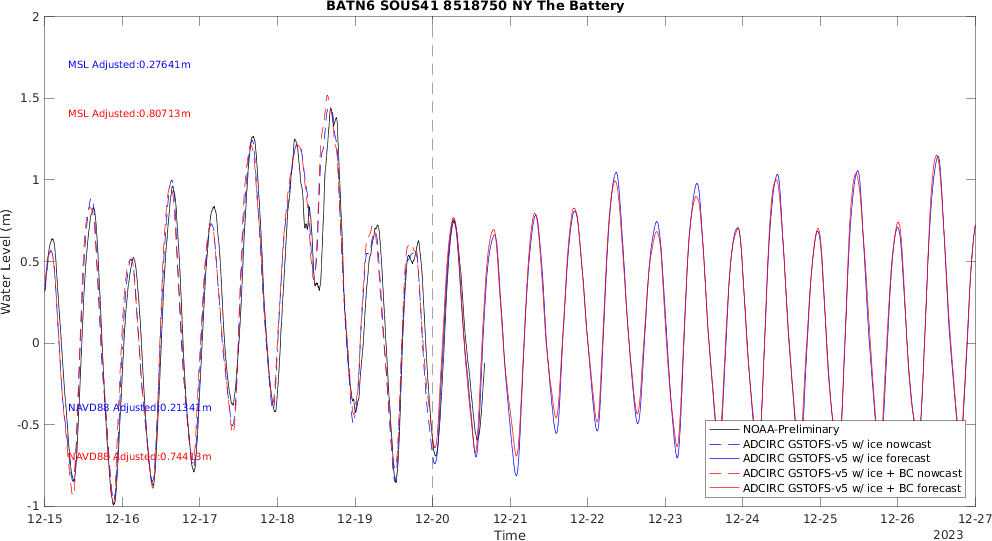 BATN6 SOUS41 8518750 NY The Battery
2
MSL Adjusted:0.27641m
1.5
MSL Adjusted:0.80713m
1
0.5
Water Level (m)
0
NAVD88 Adjusted:0.21341m
-0.5
NAVD88 Adjusted:0.74413m
-1
NOAA-Preliminary
ADCIRC GSTOFS-v5 w/ ice nowcast
ADCIRC GSTOFS-v5 w/ ice forecast
ADCIRC GSTOFS-v5 w/ ice + BC nowcast
ADCIRC GSTOFS-v5 w/ ice + BC forecast
12-15 12-16 12-17 12-18 12-19 12-20 12-21 12-22 12-23 12-24 12-25 12-26 12-27
Time
2023